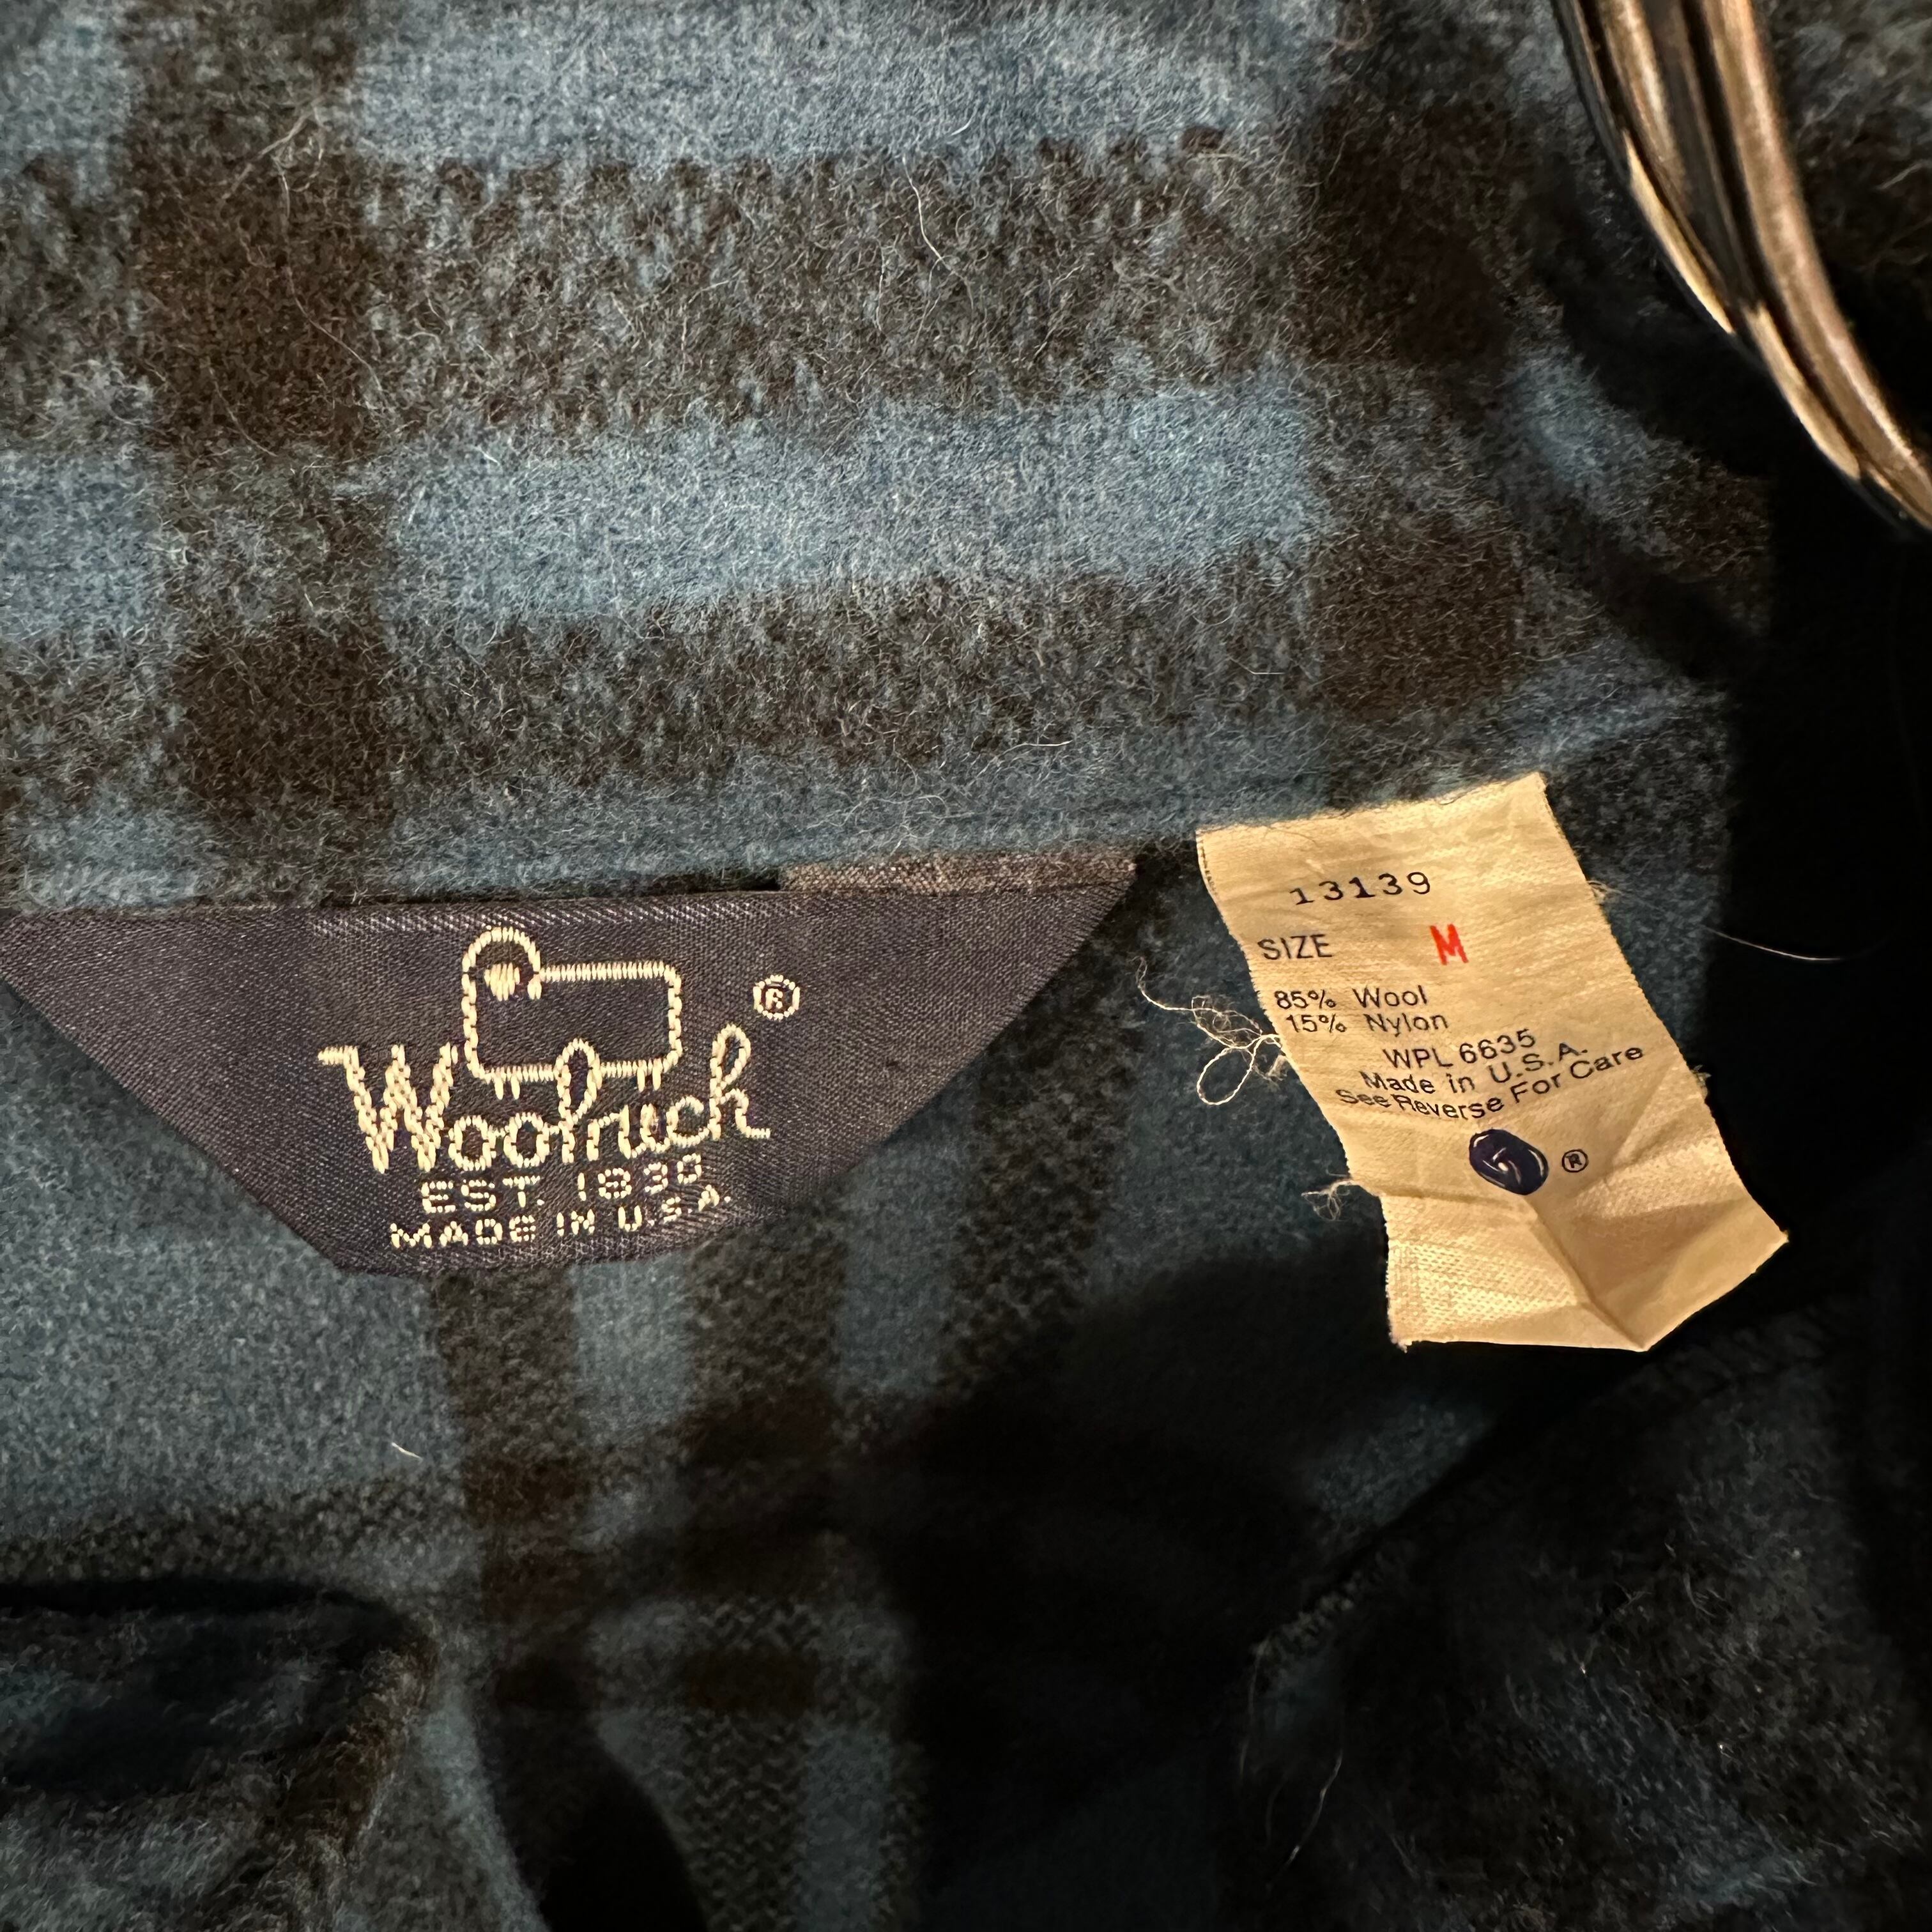 Woolrich ®
EST. 1830
MADE IN U.S.A.
13139
SIZE M
85% Wool
15% Nylon
WPL 6635
Made in U.S.A.
See Reverse For Care
®